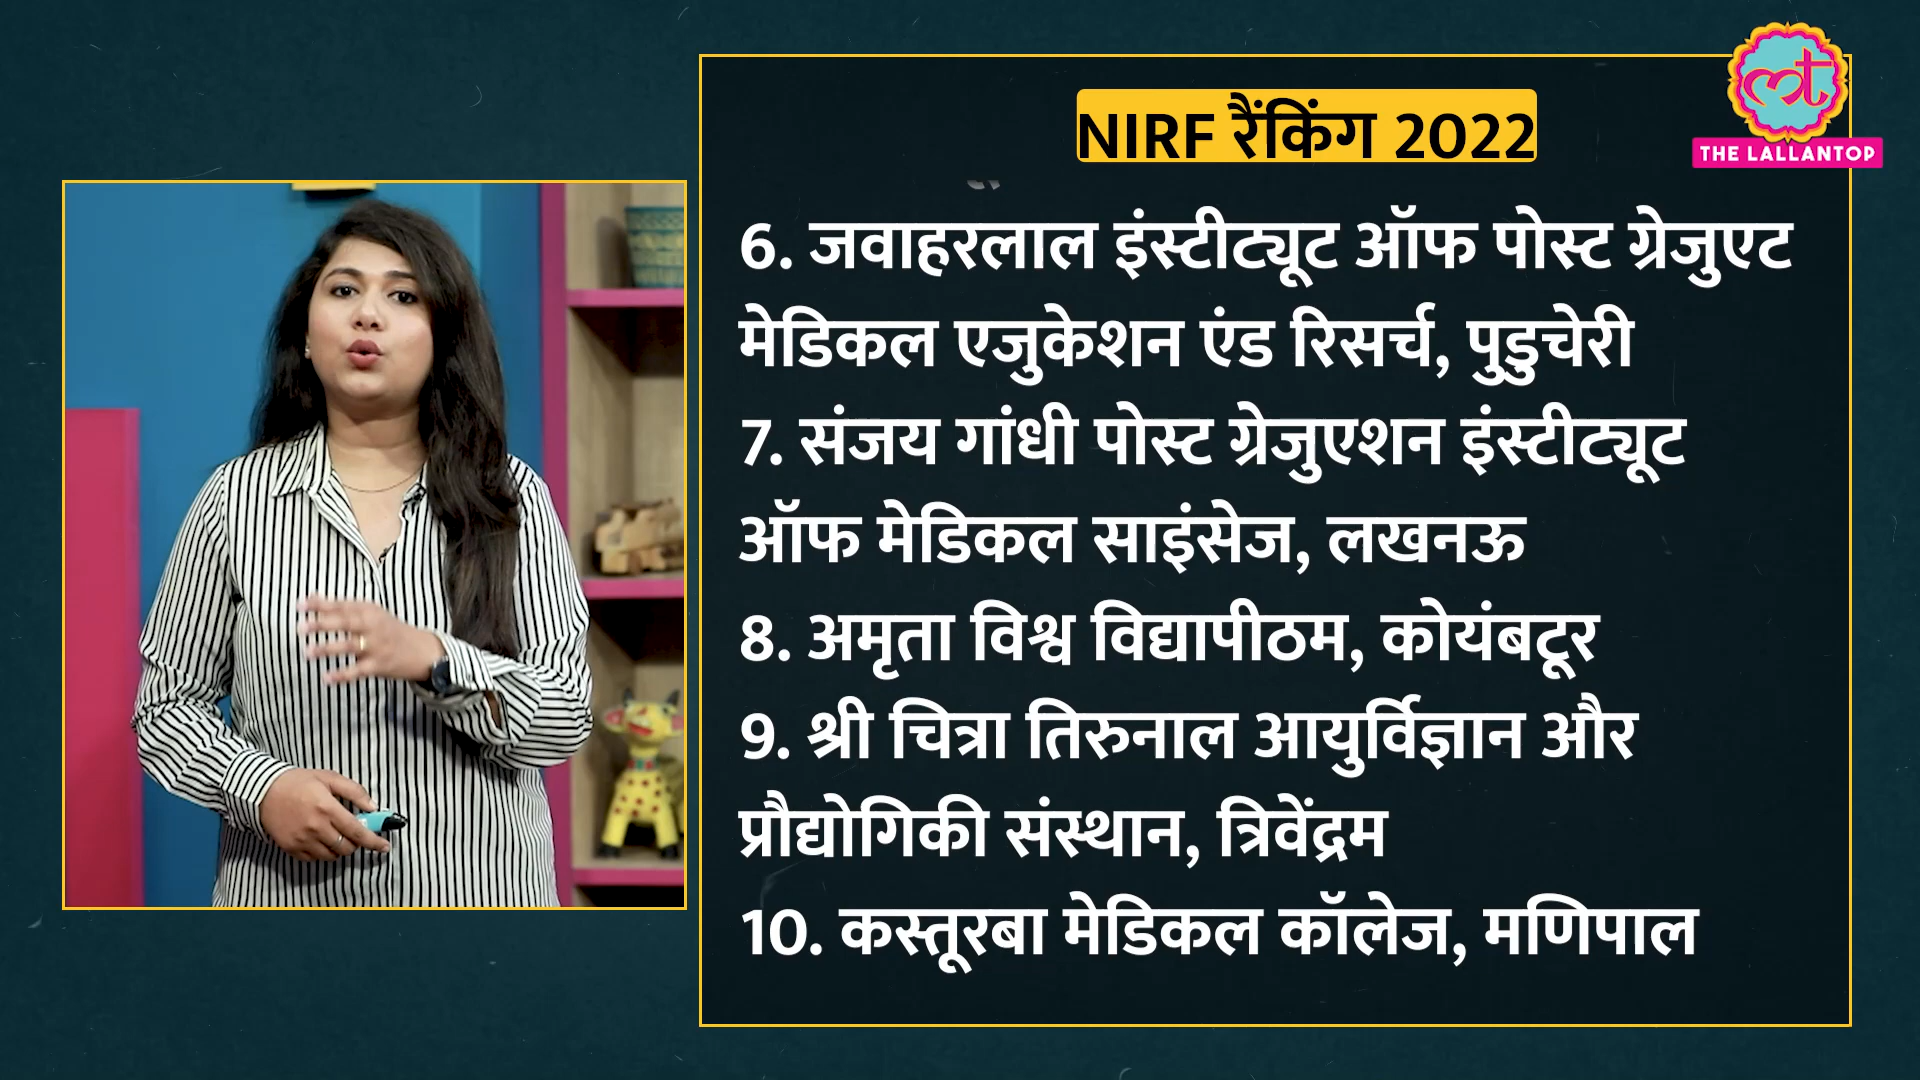 NIRF रैंकिंग 2022
THE LALLANTOP
6. जवाहरलाल इंस्टीट्यूट ऑफ पोस्ट ग्रेजुएट
मेडिकल एजुकेशन एंड रिसर्च, पुडुचेरी
7. संजय गांधी पोस्ट ग्रेजुएशन इंस्टीट्यूट
ऑफ मेडिकल साइंसेज, लखनऊ
8. अमृता विश्व विद्यापीठम, कोयंबटूर
9. श्री चित्रा तिरुनाल आयुर्विज्ञान और
प्रौद्योगिकी संस्थान, त्रिवेंद्रम
10. कस्तूरबा मेडिकल कॉलेज, मणिपाल